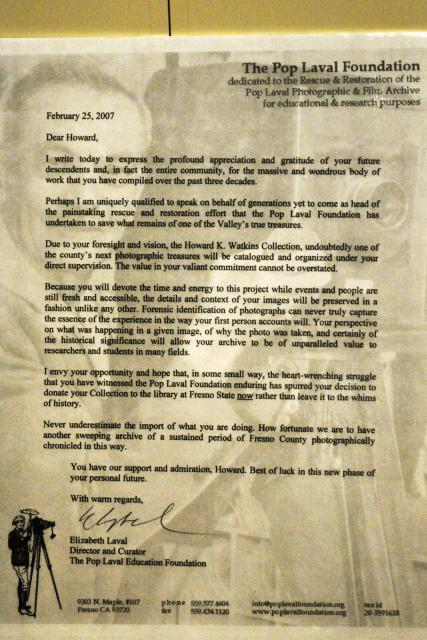 The Pop Laval Foundation
dedicated to the Rescue & Restoration of the
Pop Laval Photographic & Film Archive
for educational & research purposes
February 25, 2007
Dear Howard,
I write today to express the profound appreciation and gratitude of your future
descendents and, in fact the entire community, for the massive and wondrous body of
work that you have compiled over the past three decades.
Perhaps I am uniquely qualified to speak on behalf of generations yet to come as head of
the painstaking rescue and restoration effort that the Pop Laval Foundation has
undertaken to save what remains of one of the Valley's true treasures.
Due to your foresight and vision, the Howard K. Watkins Collection, undoubtedly one of
the county's next photographic treasures will be catalogued and organized under your
direct supervision. The value in your valiant commitment cannot be overstated.
Because you will devote the time and energy to this project while events and people are
still fresh and accessible, the details and context of your images will be preserved in a
fashion unlike any other. Forensic identification of photographs can never truly capture
the essence of the experience in the way your first person accounts will. Your perspective
on what was happening in a given image, of why the photo was taken, and certainly of
the historical significance will allow your archive to be of unparalleled value to
researchers and students in many fields.
I envy your opportunity and hope that, in some small way, the heart-wrenching struggle
that you have witnessed the Pop Laval Foundation enduring has spurred your decision to
donate your Collection to the library at Fresno State now rather than leave it to the whims
of history.
Never underestimate the import of what you are doing. How fortunate we are to have
another sweeping archive of a sustained period of Fresno County photographically
chronicled in this way.
You have our support and admiration, Howard. Best of luck in this new phase of
your personal future.
With warm regards,
Elizabeth Laval
Director and Curator
The Pop Laval Education Foundation
9303 N. Maple, #107 phone 559.577.4604 info@poplavalfoundation.org tax id
Fresno CA 93720 fax 559.434.1120 www.poplavalfoundation.org 20-3591638